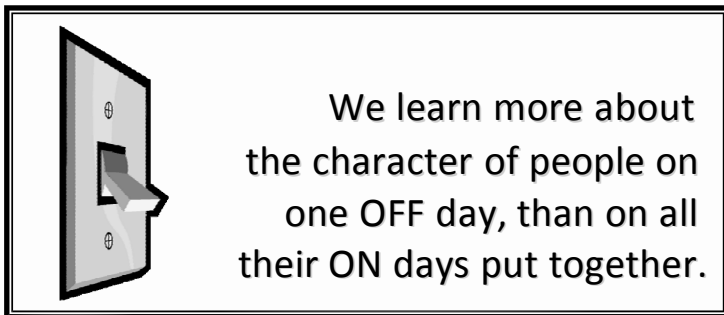 We learn more about
the character of people on
one OFF day, than on all
their ON days put together.